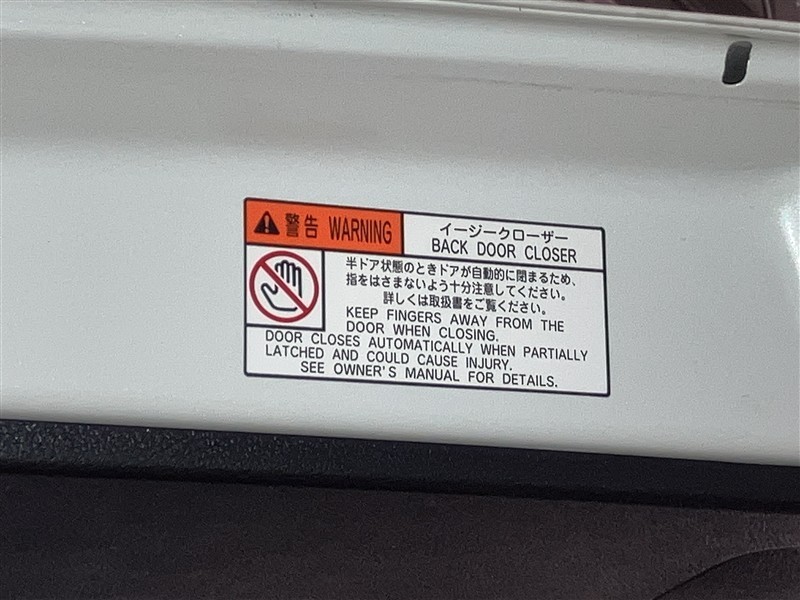 警告 WARNING
イージークローザー
BACK DOOR CLOSER
半ドア状態のときドアが自動的に閉まるため、
指をはさまないよう十分注意してください。
詳しくは取扱書をご覧ください。
KEEP FINGERS AWAY FROM THE
DOOR WHEN CLOSING.
DOOR CLOSES AUTOMATICALLY WHEN PARTIALLY
LATCHED AND COULD CAUSE INJURY.
SEE OWNER'S MANUAL FOR DETAILS.